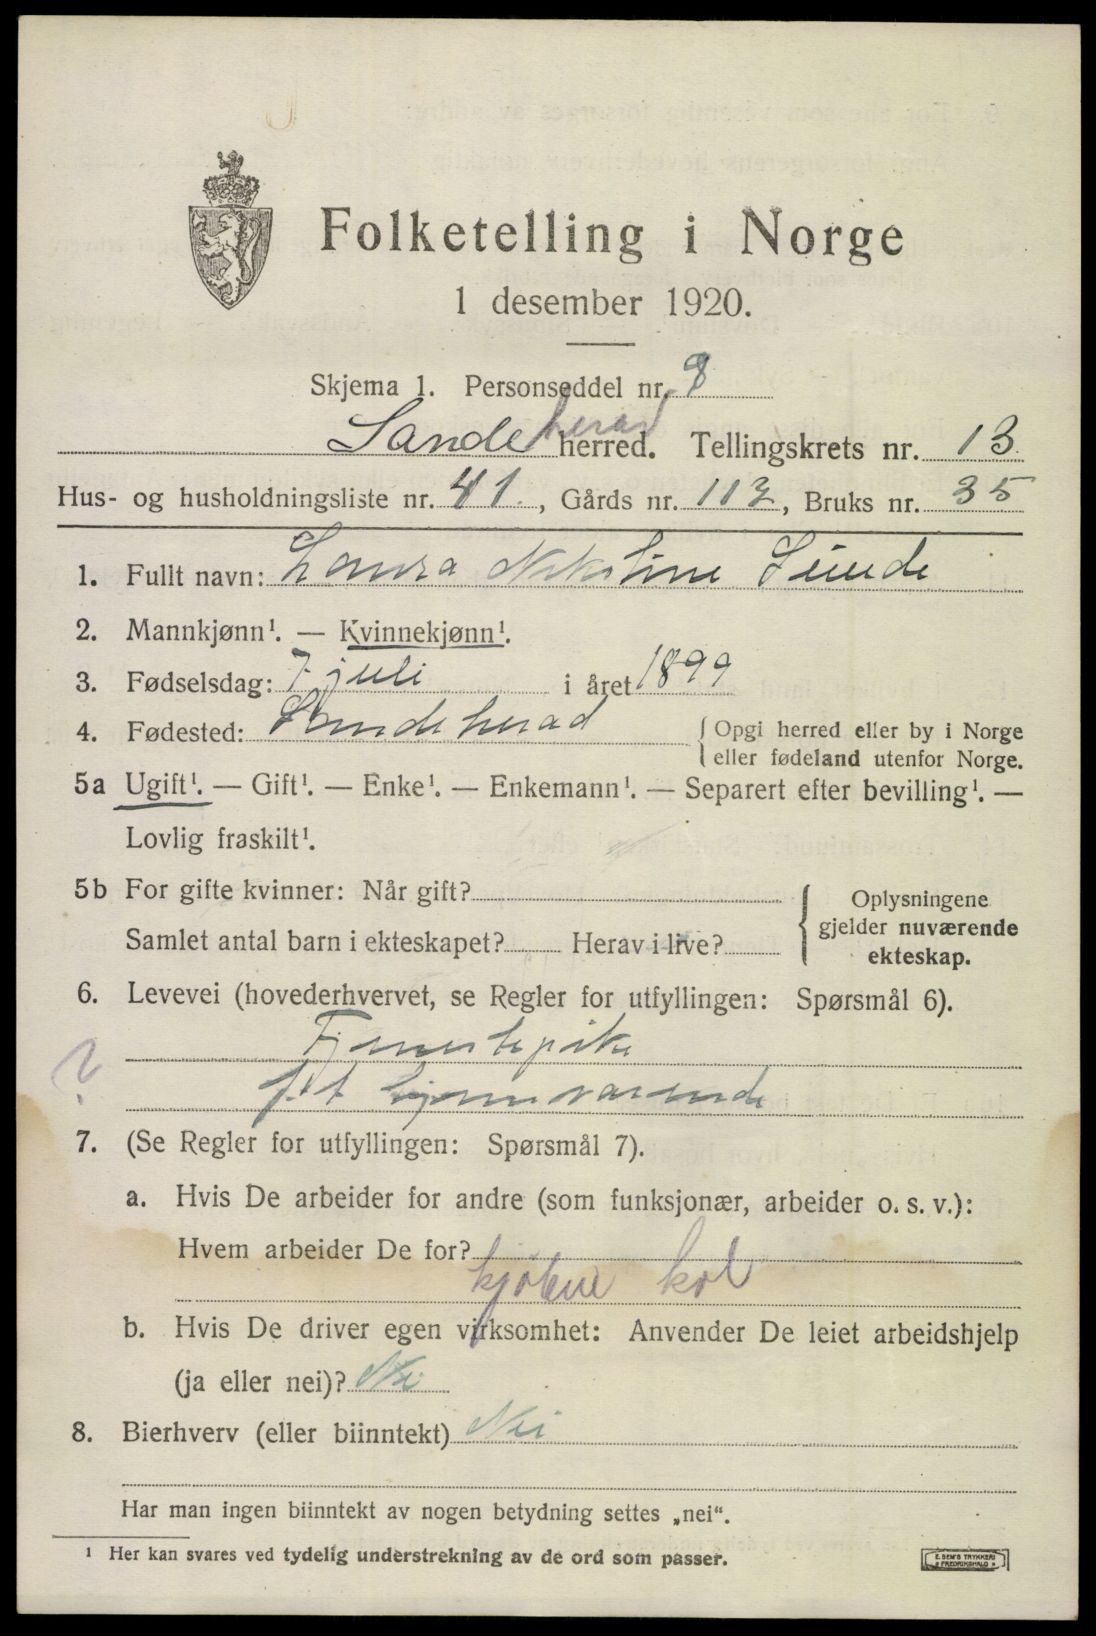 Folketelling i Norge
1 desember 1920.
Skjema 1. Personseddel nr. 8
Sandeherad herred. Tellingskrets nr. 13
Hus- og husholdningsliste nr. 41, Gårds nr. 113, Bruks nr. 35
1. Fullt navn: Laura
2. Mannkjønn¹. — Kvinnekjønn¹.
3. Fødselsdag: 7 juli i året 1899
4. Fødested: Sandeherad { Opgi herred eller by i Norge
eller fødeland utenfor Norge.
5a Ugift¹. — Gift¹. — Enke¹. — Enkemann¹. — Separert efter bevilling¹. —
Lovlig fraskilt¹.
5b For gifte kvinner: Når gift?
Samlet antal barn i ekteskapet? Herav i live?
{ Oplysningene
gjelder nuværende
ekteskap.
6. Levevei (hovederhvervet, se Regler for utfyllingen: Spørsmål 6).
Tjenestepike
?
f.t hjemmværende
7. (Se Regler for utfyllingen: Spørsmål 7).
a. Hvis De arbeider for andre (som funksjonær, arbeider o. s. v.):
Hvem arbeider De for?
b. Hvis De driver egen virksomhet: Anvender De leiet arbeidshjelp
(ja eller nei)? Nei
8. Bierhverv (eller biinntekt) Nei
Har man ingen biinntekt av nogen betydning settes „nei".
¹ Her kan svares ved tydelig understrekning av de ord som passer.
E. SEM'S TRYKKERI
FREDRIKSHALD